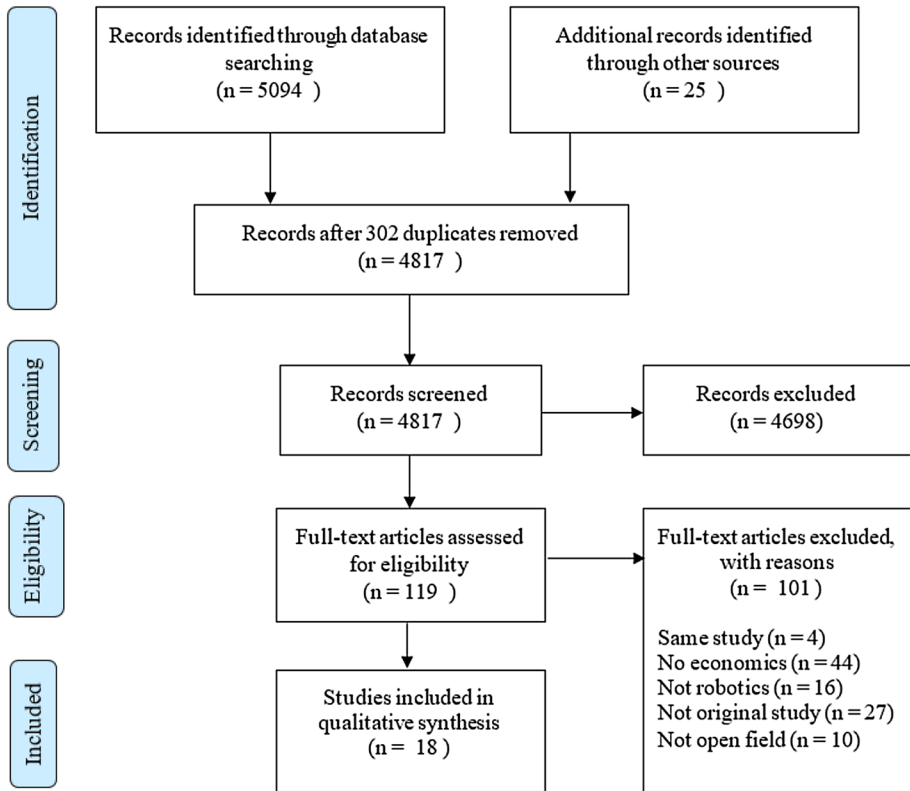 Identification
Records identified through database
searching
(n = 5094 )
Additional records identified
through other sources
(n = 25 )
Records after 302 duplicates removed
(n = 4817 )
Screening
Records screened
(n = 4817 )
Records excluded
(n = 4698)
Eligibility
Full-text articles assessed
for eligibility
(n = 119 )
Full-text articles excluded,
with reasons
(n = 101 )
Same study (n = 4)
No economics (n = 44)
Not robotics (n = 16)
Not original study (n = 27)
Not open field (n = 10)
Included
Studies included in
qualitative synthesis
(n = 18 )